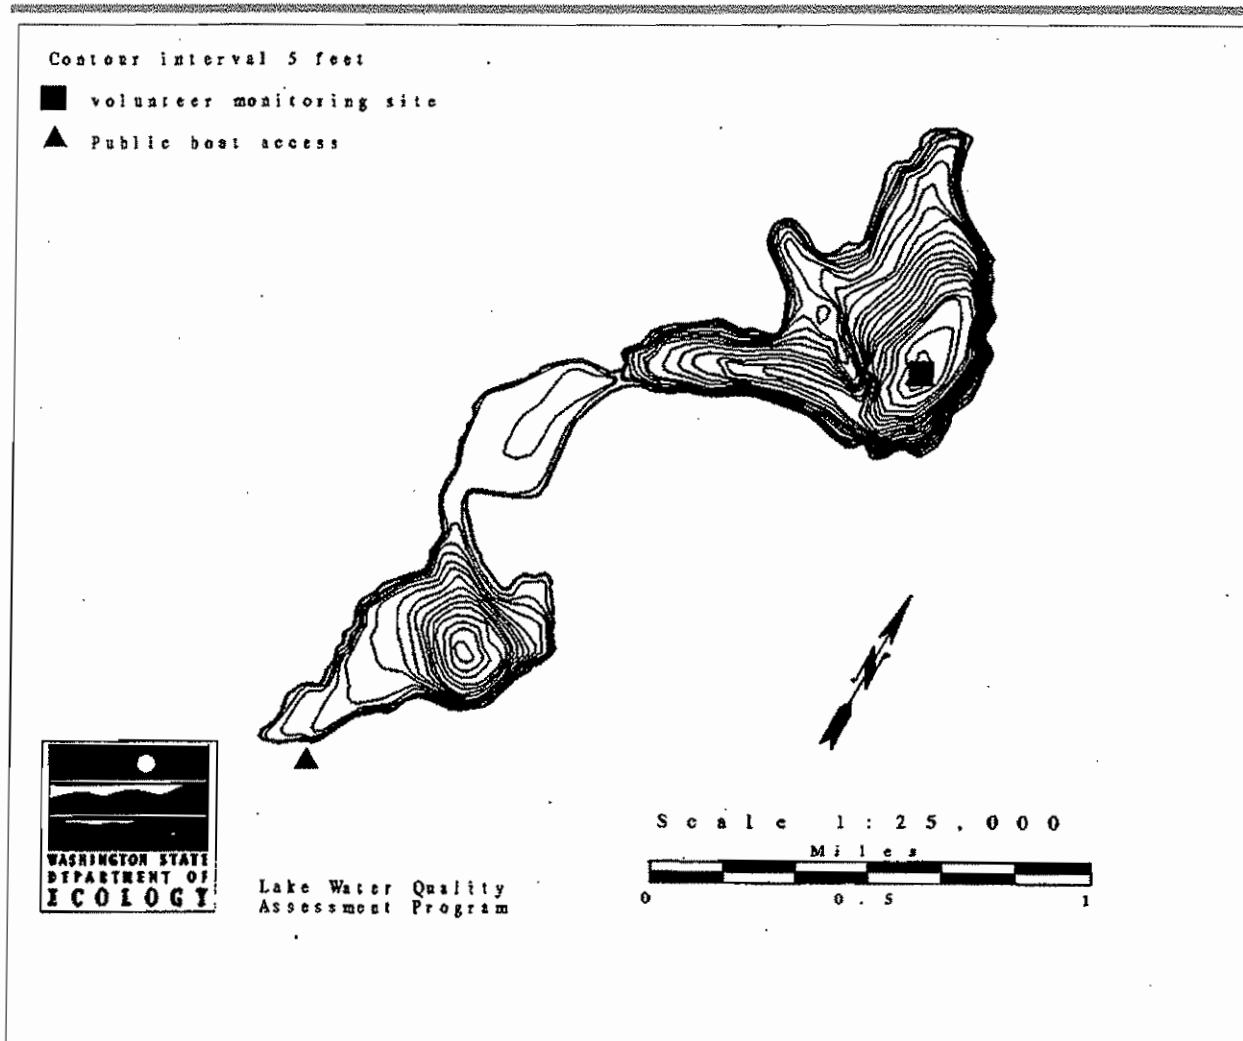 Contour interval 5 feet
volunteer monitoring site
Public boat access
N
Scale 1:25,000
Miles
0 0.5 1
WASHINGTON STATE
DEPARTMENT OF
ECOLOGY
Lake Water Quality
Assessment Program